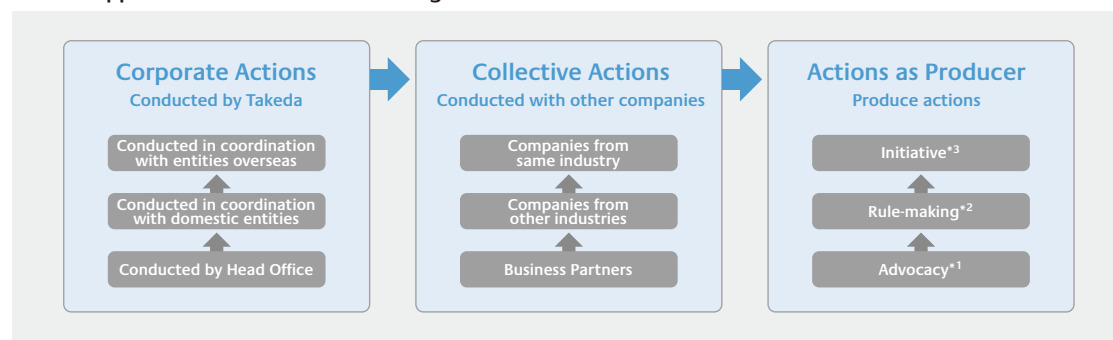 Corporate Actions
Conducted by Takeda
Conducted in coordination
with entities overseas
Conducted in coordination
with domestic entities
Conducted by Head Office
Collective Actions
Conducted with other companies
Companies from
same industry
Companies from
other industries
Business Partners
Actions as Producer
Produce actions
Initiative*3
Rule-making*2
Advocacy*1